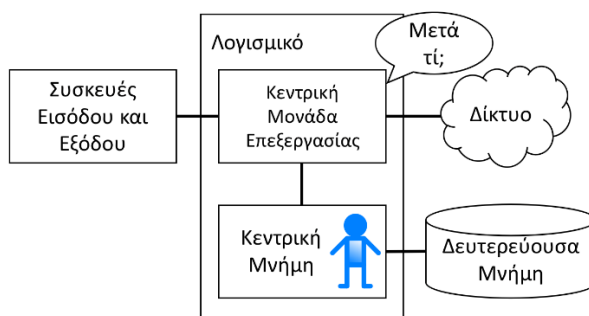 Λογισμικό
Μετά
τί;
Συσκευές
Εισόδου και
Εξόδου
Κεντρική
Μονάδα
Επεξεργασίας
Δίκτυο
Κεντρική
Μνήμη
Δευτερεύουσα
Μνήμη